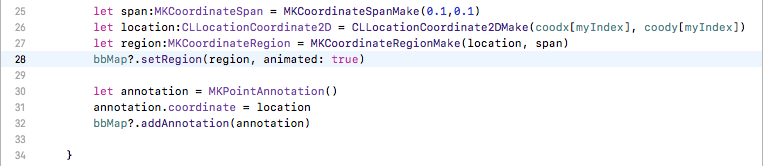 25 let span:MKCoordinateSpan = MKCoordinateSpanMake(0.1,0.1)
26 let location:CLLocationCoordinate2D = CLLocationCoordinate2DMake(coodx[myIndex], coody[myIndex])
27 let region:MKCoordinateRegion = MKCoordinateRegionMake(location, span)
28 bbMap?.setRegion(region, animated: true)
29
30 let annotation = MKPointAnnotation()
31 annotation.coordinate = location
32 bbMap?.addAnnotation(annotation)
33
34 }